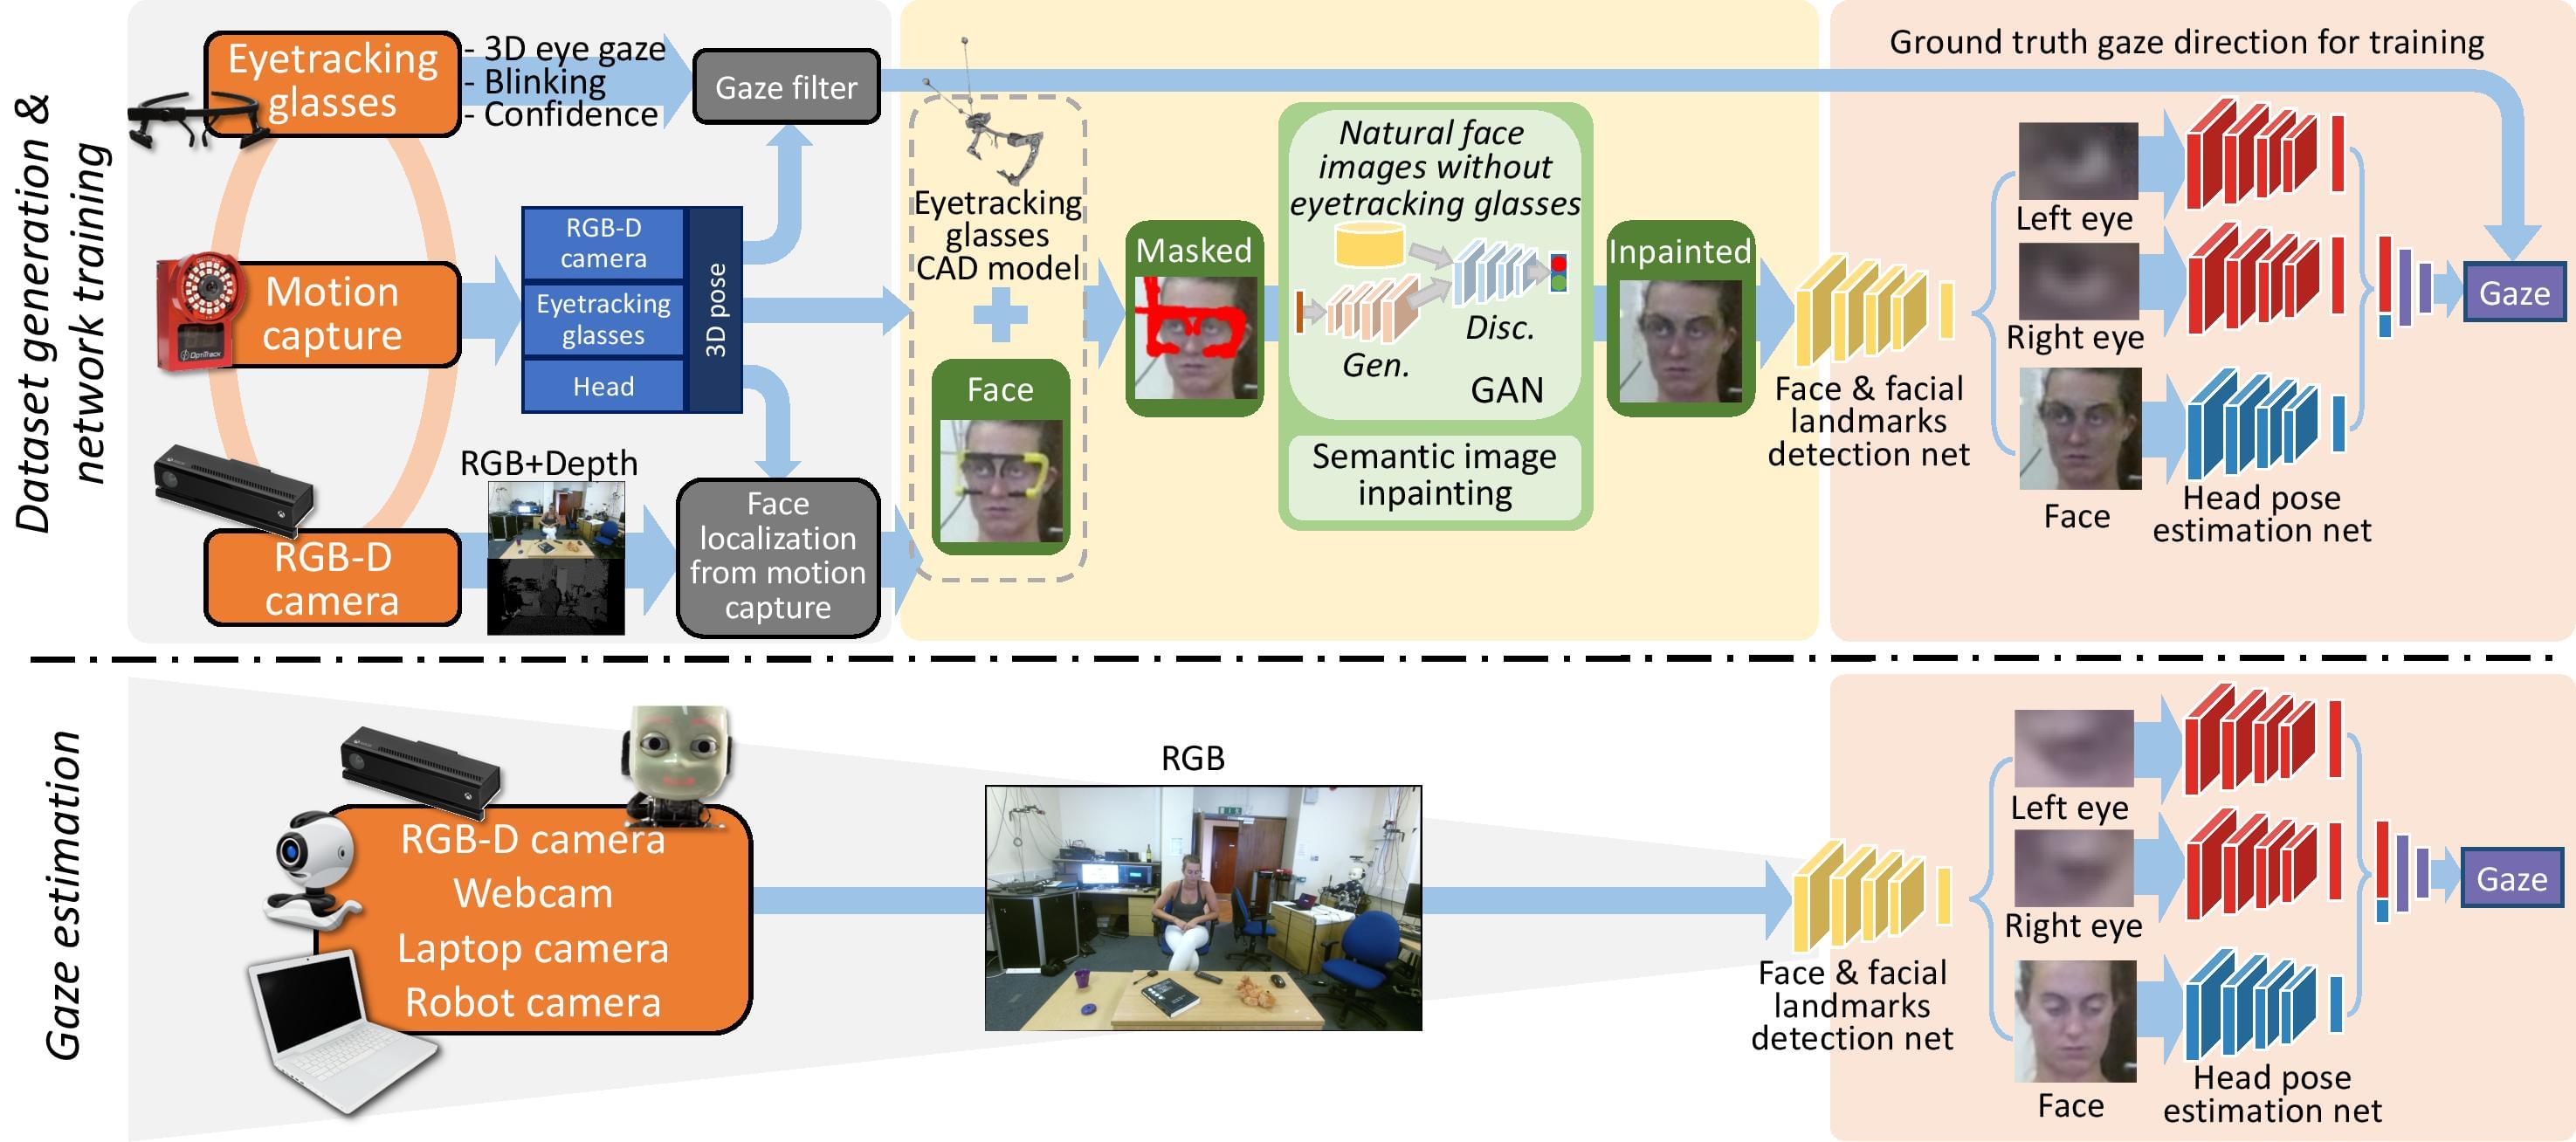 Dataset generation &
network training
Eyetracking
glasses
- 3D eye gaze
- Blinking
- Confidence
Gaze filter
Motion
capture
OptiTrack
RGB-D
camera
Eyetracking
glasses
Head
3D pose
RGB-D
camera
RGB+Depth
Face
localization
from motion
capture
Eyetracking
glasses
CAD model
Face
Masked
Natural face
images without
eyetracking glasses
Gen.
Disc.
GAN
Semantic image
inpainting
Inpainted
Ground truth gaze direction for training
Face & facial
landmarks
detection net
Left eye
Right eye
Face
Head pose
estimation net
Gaze
Gaze estimation
RGB-D camera
Webcam
Laptop camera
Robot camera
RGB
Face & facial
landmarks
detection net
Left eye
Right eye
Face
Head pose
estimation net
Gaze